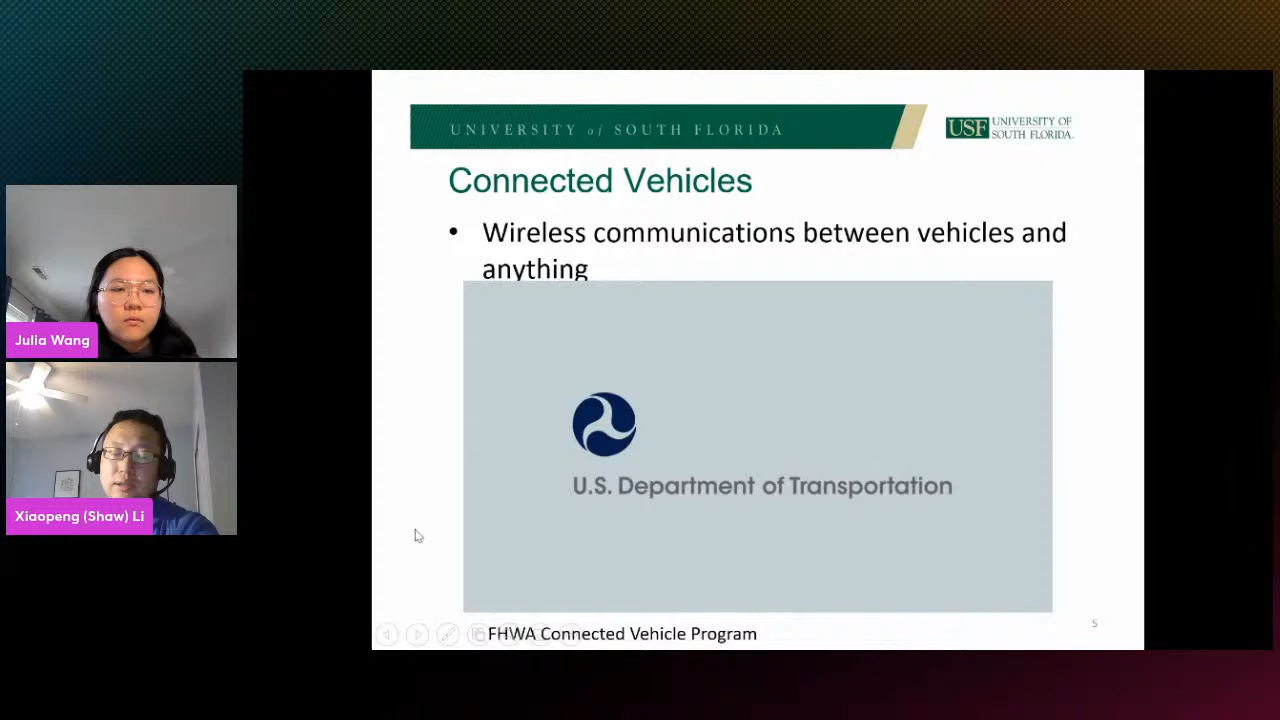 UNIVERSITY of SOUTH FLORIDA
USF UNIVERSITY OF
SOUTH FLORIDA.
Connected Vehicles
• Wireless communications between vehicles and
anything
Julia Wang
Xiaopeng (Shaw) Li
U.S. Department of Transportation
FHWA Connected Vehicle Program
5